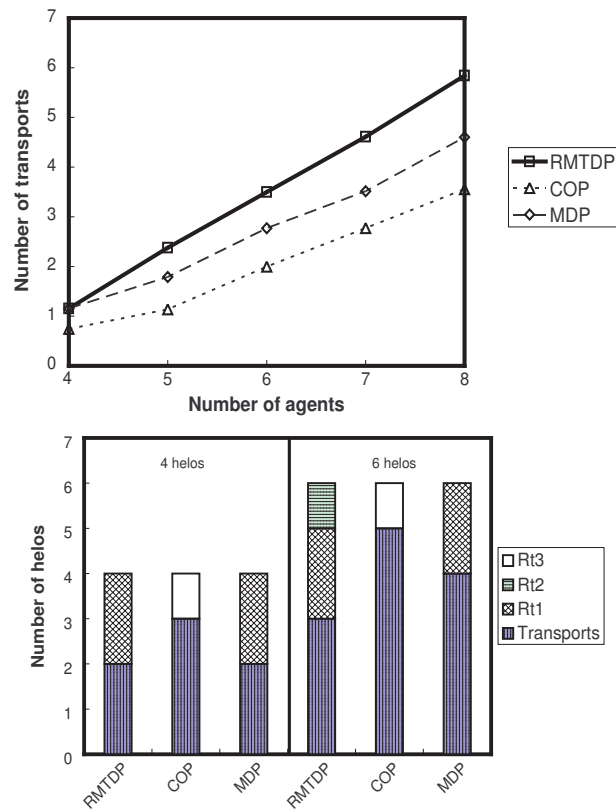 7
6
5
4
3
2
1
0
Number of transports
4 5 6 7 8
Number of agents
RMTDP
COP
MDP
7
6
5
4
3
2
1
0
Number of helos
4 helos 6 helos
RMTDP COP MDP RMTDP COP MDP
Rt3
Rt2
Rt1
Transports